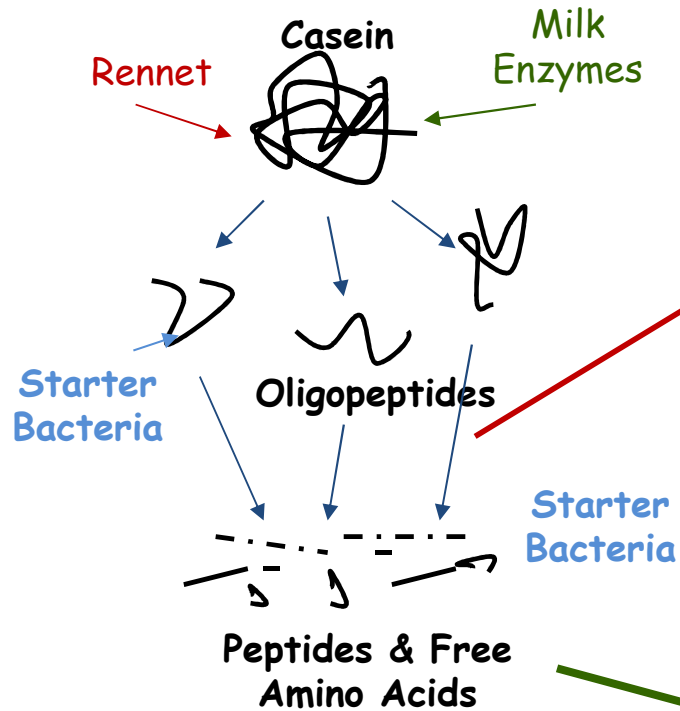 Casein
Rennet
Milk
Enzymes
Starter
Bacteria
Oligopeptides
Starter
Bacteria
Peptides & Free
Amino Acids